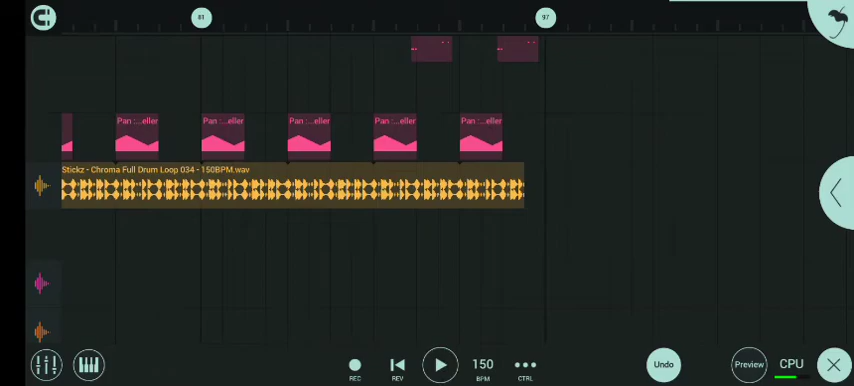 81
97
Pan :...eller
Pan :...eller
Pan :...eller
Pan :...eller
Pan :...eller
Stickz - Chroma Full Drum Loop 034 - 150BPM.wav
REC
REV
150
BPM
CTRL
Undo
Preview
CPU